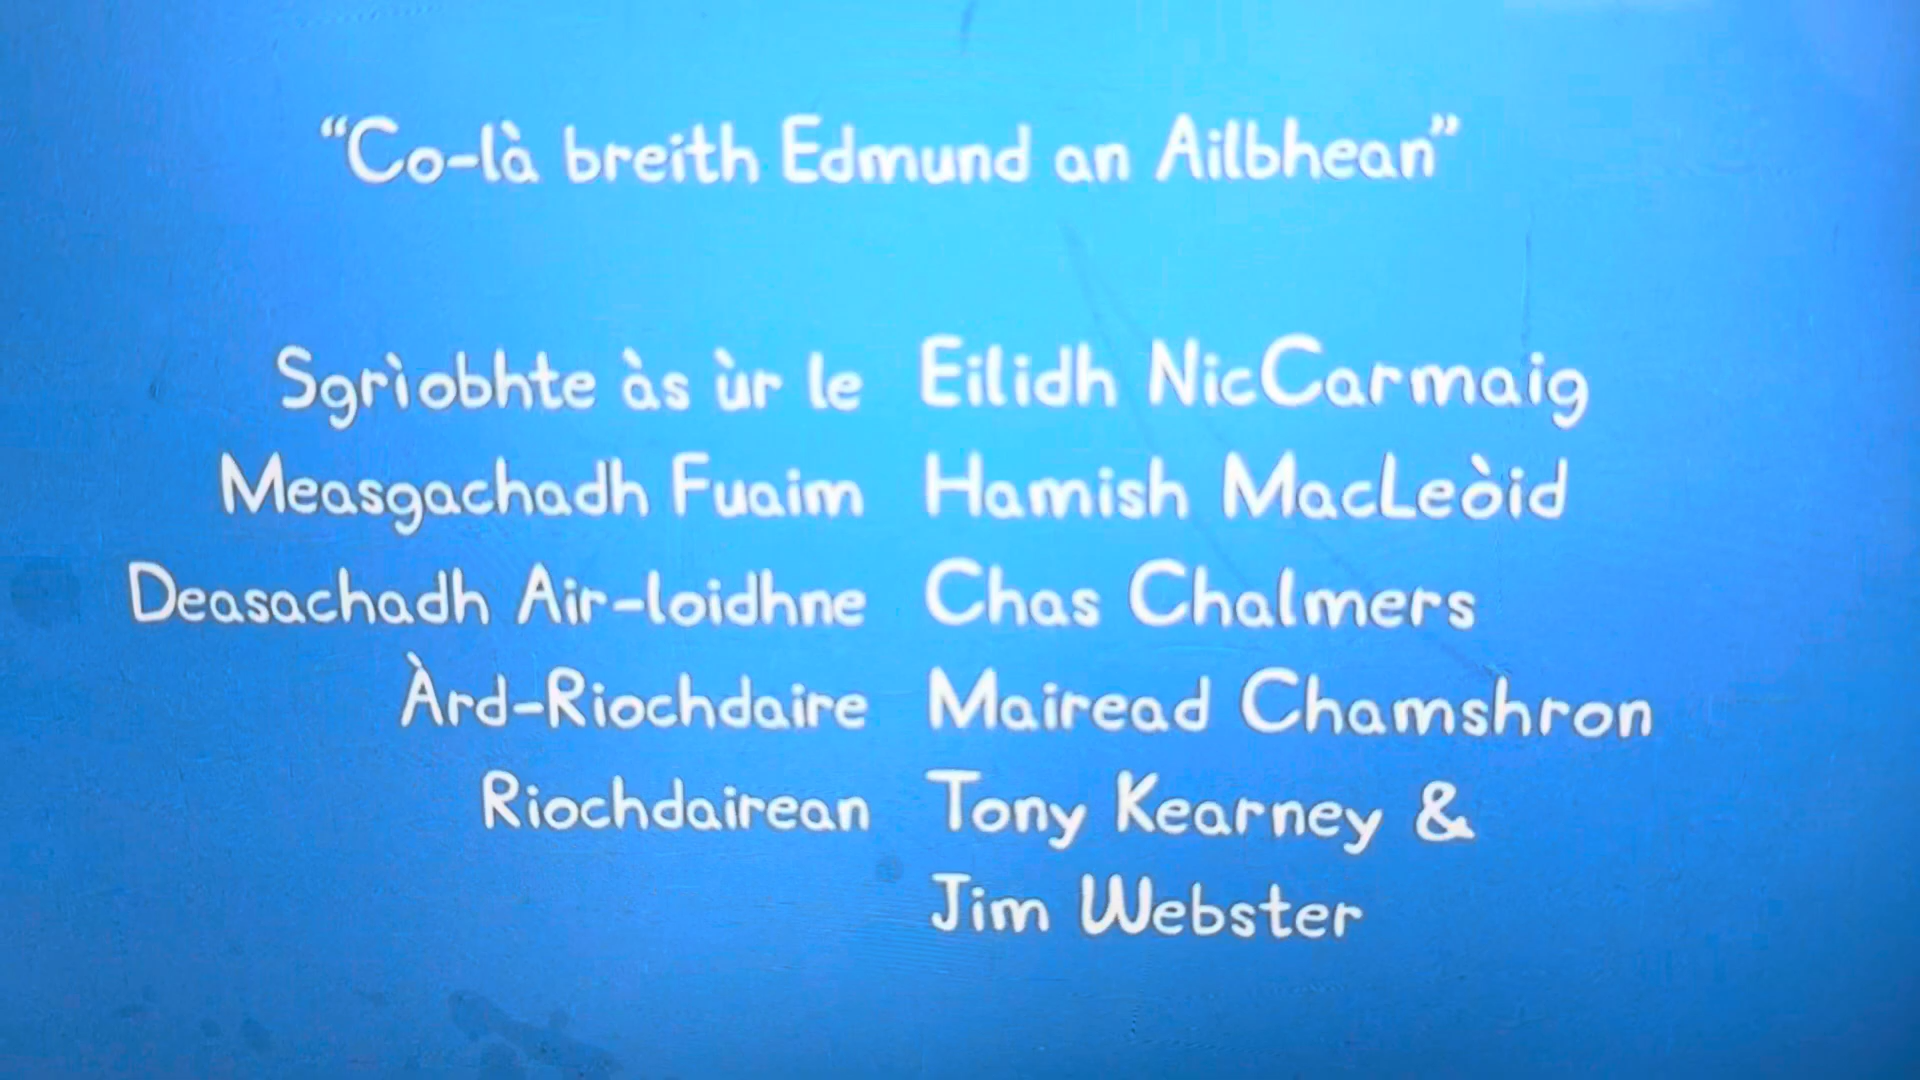 “Co-là breith Edmund an Ailbhean”
Sgrìobhte às ùr le Eilidh NicCarmaig
Measgachadh Fuaim Hamish MacLeòid
Deasachadh Air-loidhne Chas Chalmers
Àrd-Riochdaire Mairead Chamshron
Riochdairean Tony Kearney &
Jim Webster